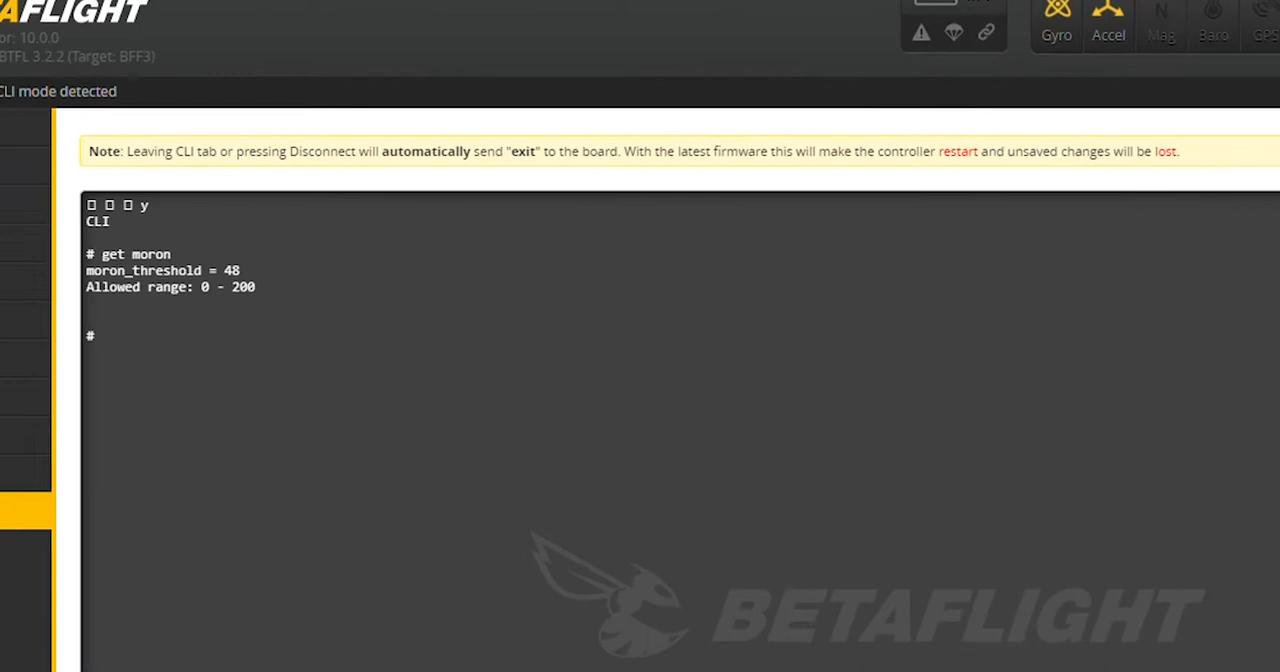 AFLIGHT
or: 10.0.0
BTFL 3.2.2 (Target: BFF3)
Gyro
Accel
Mag
Baro
GPS
CLI mode detected
Note: Leaving CLI tab or pressing Disconnect will automatically send "exit" to the board. With the latest firmware this will make the controller restart and unsaved changes will be lost.
y
CLI
# get moron
moron_threshold = 48
Allowed range: 0 - 200
#
BETAFLIGHT